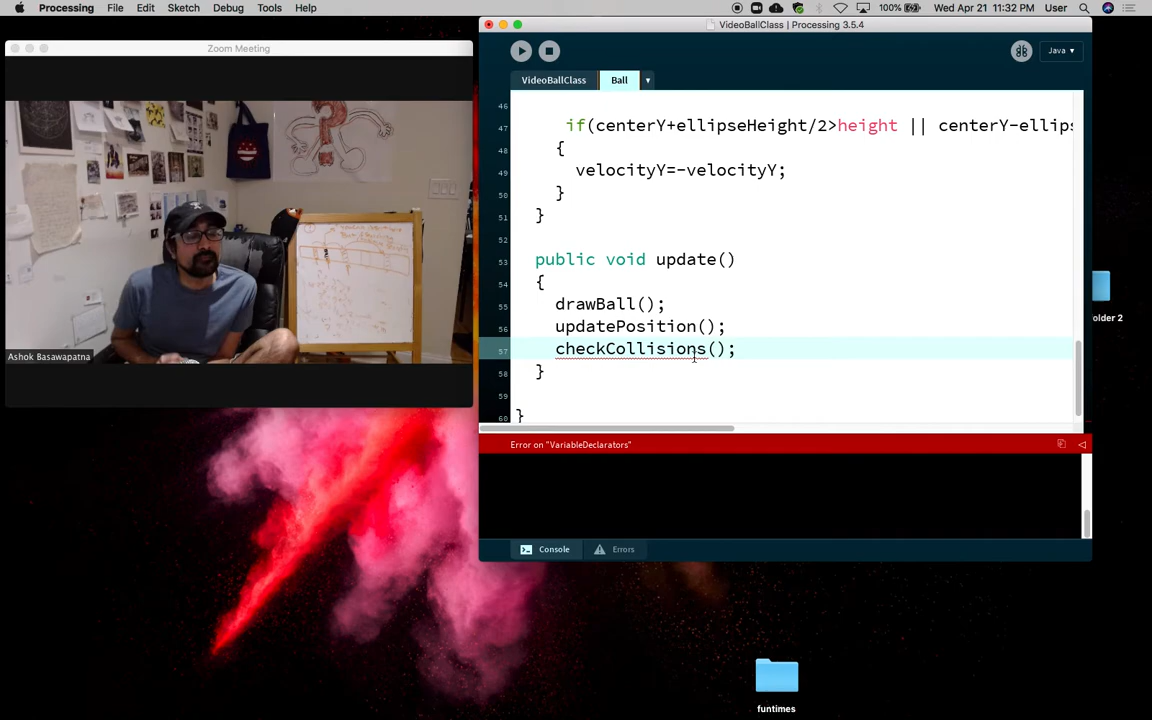 Processing File Edit Sketch Debug Tools Help 100% Wed Apr 21 11:32 PM User
Zoom Meeting
Ashok Basawapatna
VideoBallClass | Processing 3.5.4
Java ▾
VideoBallClass Ball ▾
46
47 if(centerY+ellipseHeight/2>height || centerY-ellips
48 {
49 velocityY=-velocityY;
50 }
51 }
52
53 public void update()
54 {
55 drawBall();
56 updatePosition();
57 checkCollisions();
58 }
59
60 }
Error on "VariableDeclarators"
Console Errors
older 2
funtimes